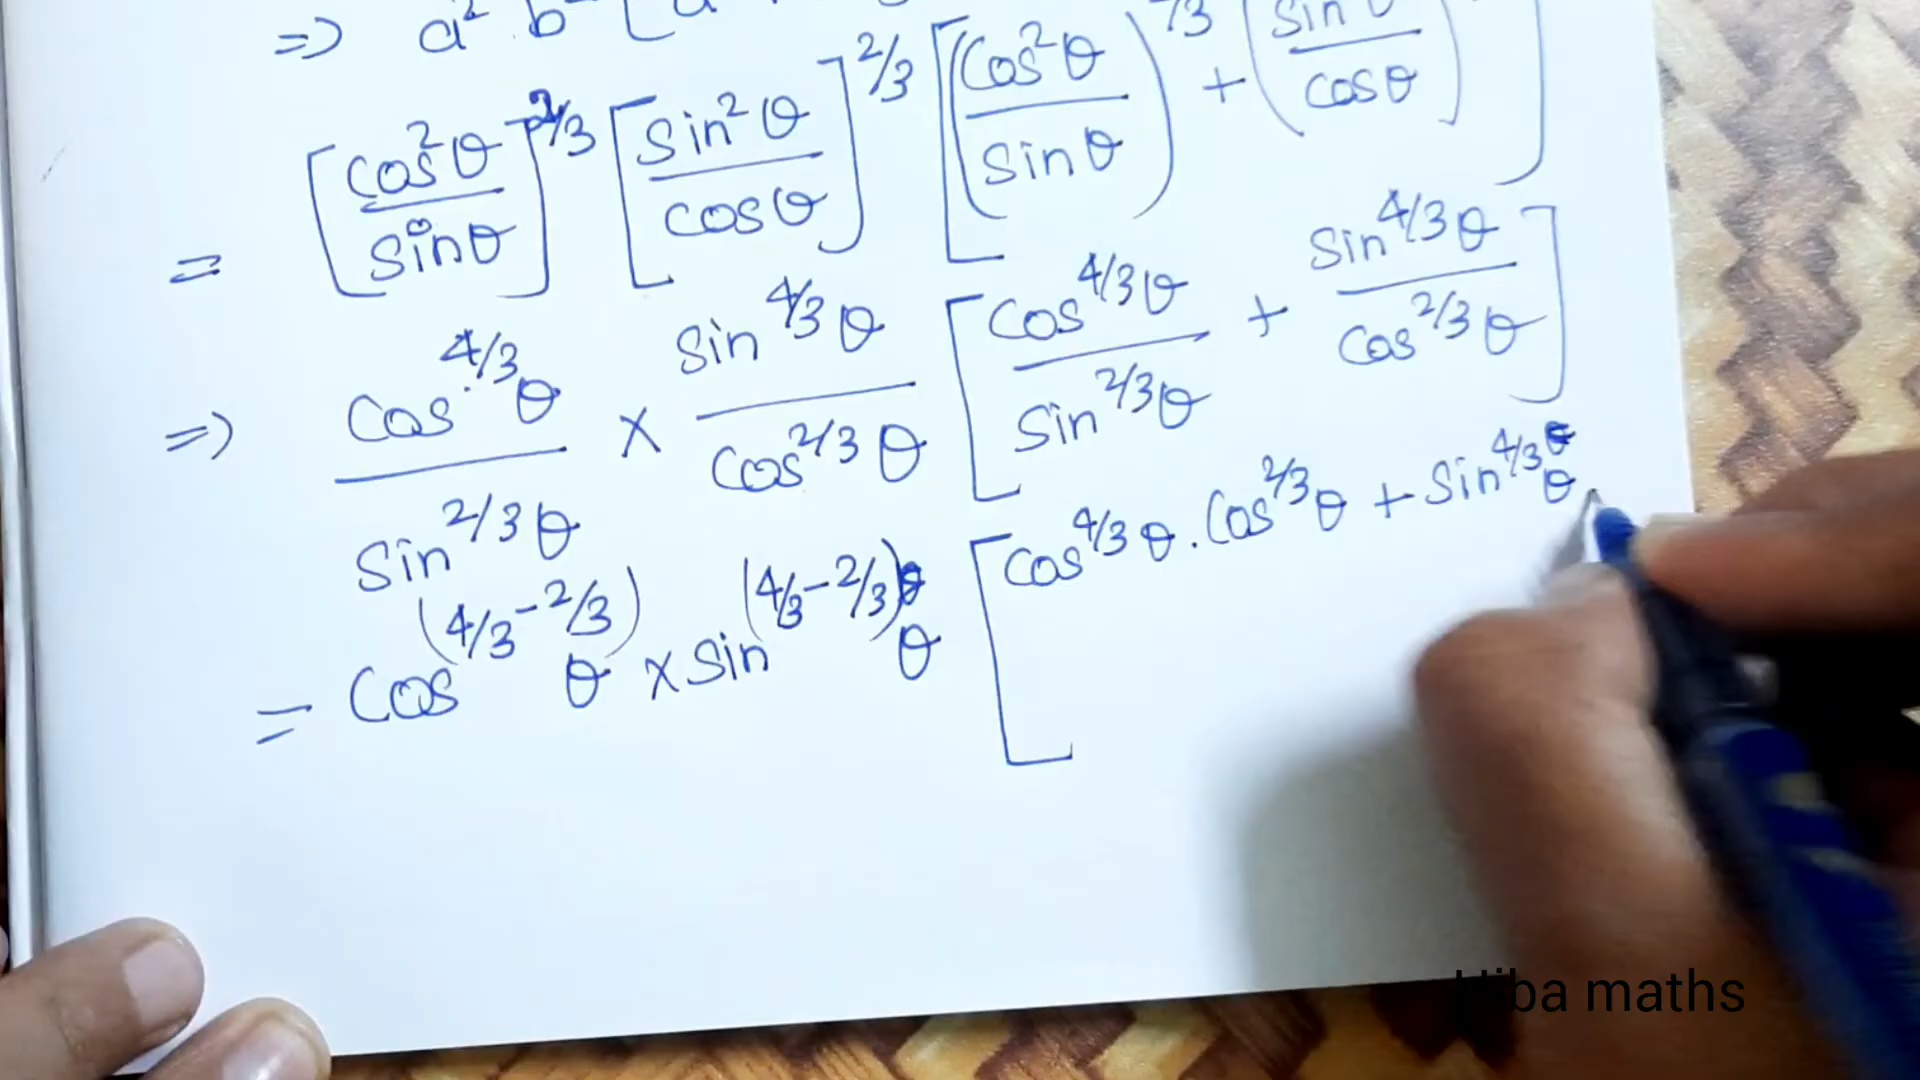 => a² b² [a
= [cos²θ/sinθ]^2/3 [sin²θ/cosθ]^2/3 [(cos²θ/sinθ)^2/3 + (sinθ/cosθ)]
=> cos^4/3 θ/sin^2/3 θ × sin^4/3 θ/cos^2/3 θ [cos^4/3 θ/sin^2/3 θ + sin^4/3 θ/cos^2/3 θ]
= cos^(4/3-2/3) θ × sin^(4/3-2/3) θ [cos^4/3 θ . cos^2/3 θ + sin^4/3 θ
Hiba maths